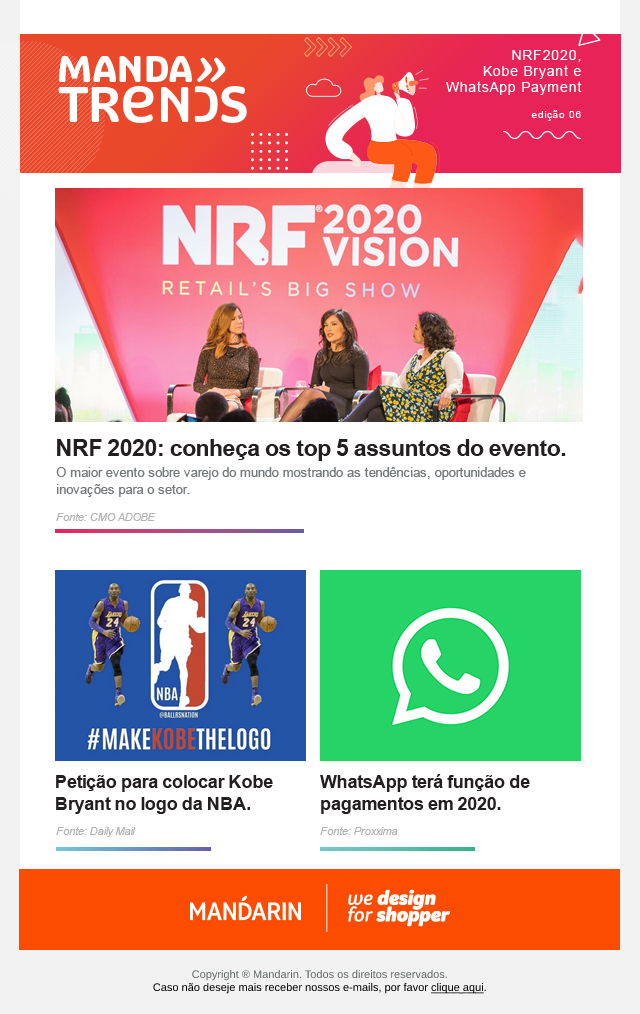 MANDA
TRENDS
NRF2020,
Kobe Bryant e
WhatsApp Payment
edição 06
NRF® 2020
VISION
RETAIL'S BIG SHOW
NRF 2020: conheça os top 5 assuntos do evento.
O maior evento sobre varejo do mundo mostrando as tendências, oportunidades e
inovações para o setor.
Fonte: CMO ADOBE
LAKERS
24
LAKERS
24
NBA
@BALLRSNATION
#MAKEKOBETHELOGO
Petição para colocar Kobe
Bryant no logo da NBA.
Fonte: Daily Mail
WhatsApp terá função de
pagamentos em 2020.
Fonte: Proxxima
MANDARIN
we design
for shopper
Copyright ® Mandarin. Todos os direitos reservados.
Caso não deseje mais receber nossos e-mails, por favor clique aqui.